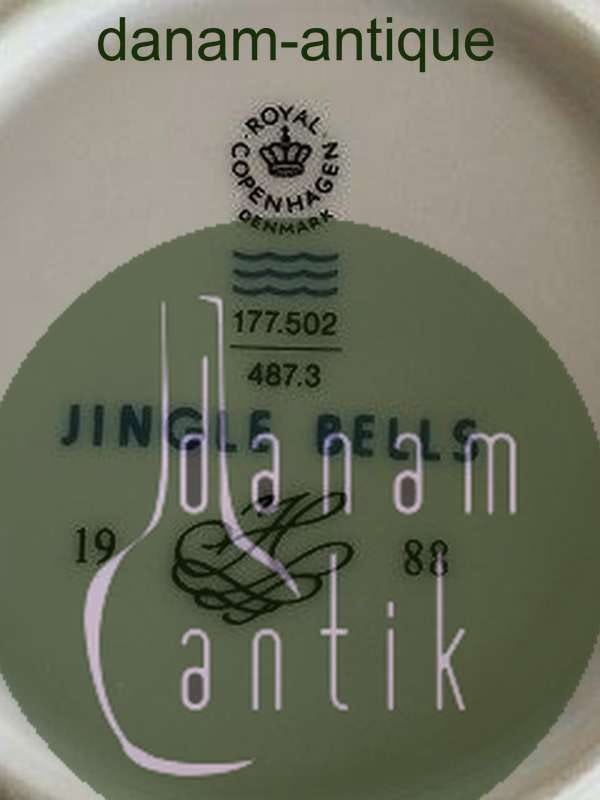 danam-antique
ROYAL
COPENHAGEN
DENMARK
177.502
487.3
JINGLE BELLS
danam
19 88
antik